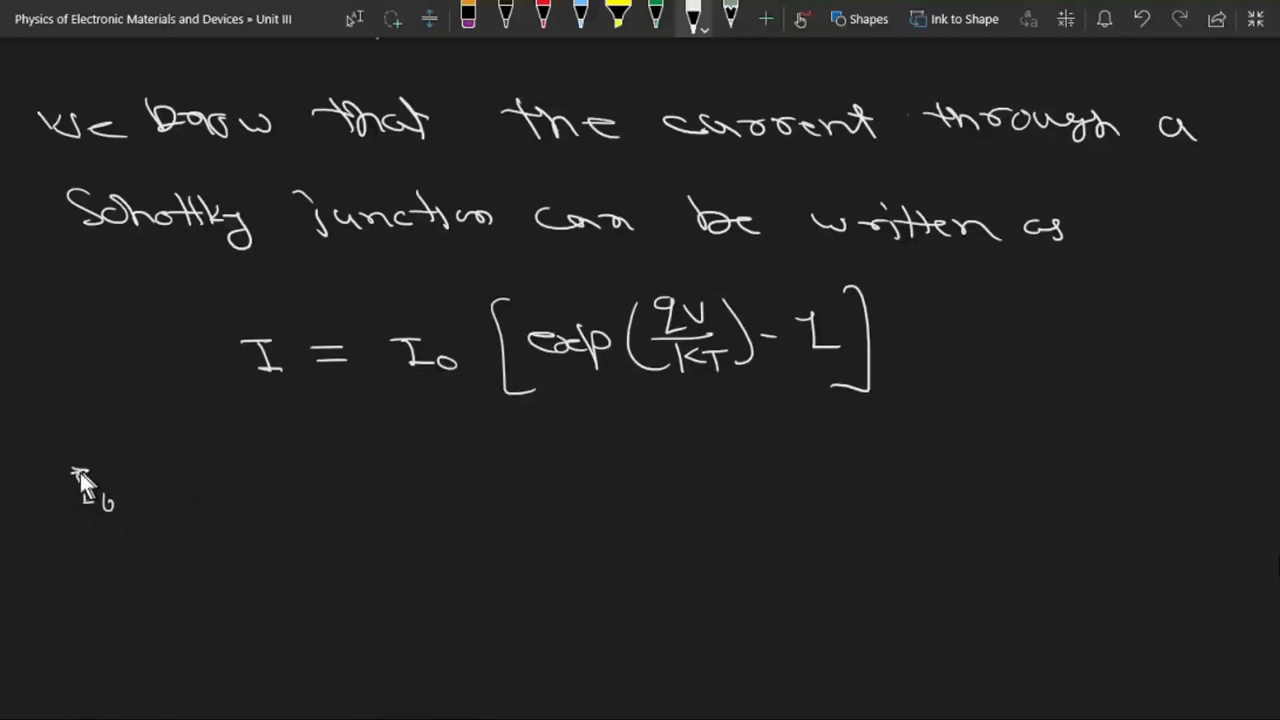 Physics of Electronic Materials and Devices » Unit III
Shapes
Ink to Shape
we know that the current through a
Schottky junction can be written as
I = I₀ [exp(qV/KT) - 1]
I₀